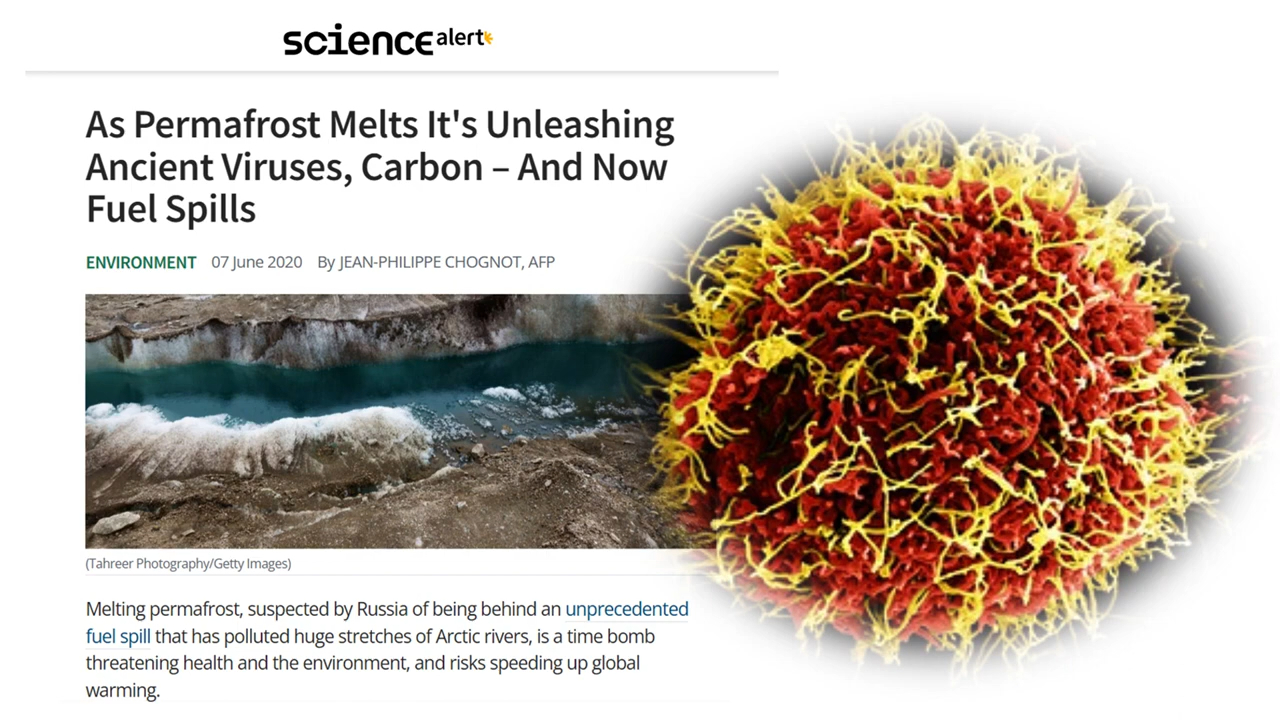 scıence alert
As Permafrost Melts It's Unleashing
Ancient Viruses, Carbon – And Now
Fuel Spills
ENVIRONMENT 07 June 2020 By JEAN-PHILIPPE CHOGNOT, AFP
(Tahreer Photography/Getty Images)
Melting permafrost, suspected by Russia of being behind an unprecedented
fuel spill that has polluted huge stretches of Arctic rivers, is a time bomb
threatening health and the environment, and risks speeding up global
warming.